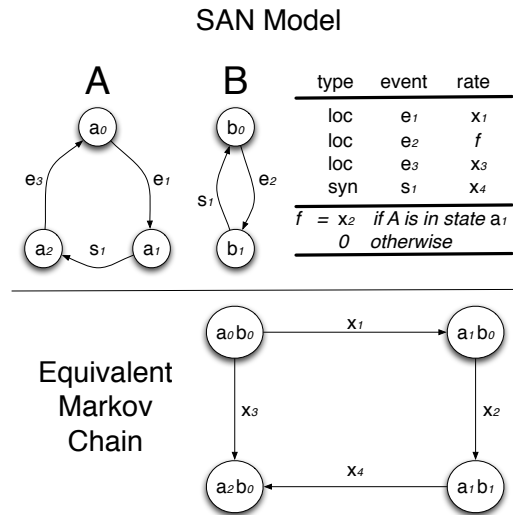 SAN Model
A
B
a0
e3
e1
a2
s1
a1
b0
s1
e2
b1
type event rate
loc e1 x1
loc e2 f
loc e3 x3
syn s1 x4
f = x2 if A is in state a1
0 otherwise
Equivalent
Markov
Chain
a0b0
x1
a1b0
x3
x2
a2b0
x4
a1b1